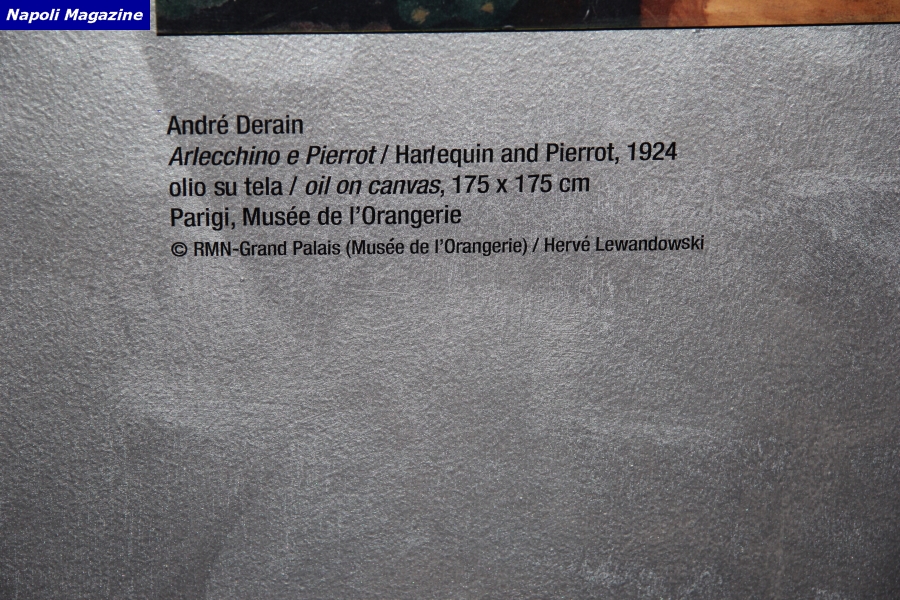 Napoli Magazine
André Derain
Arlecchino e Pierrot / Harlequin and Pierrot, 1924
olio su tela / oil on canvas, 175 x 175 cm
Parigi, Musée de l'Orangerie
© RMN-Grand Palais (Musée de l'Orangerie) / Hervé Lewandowski